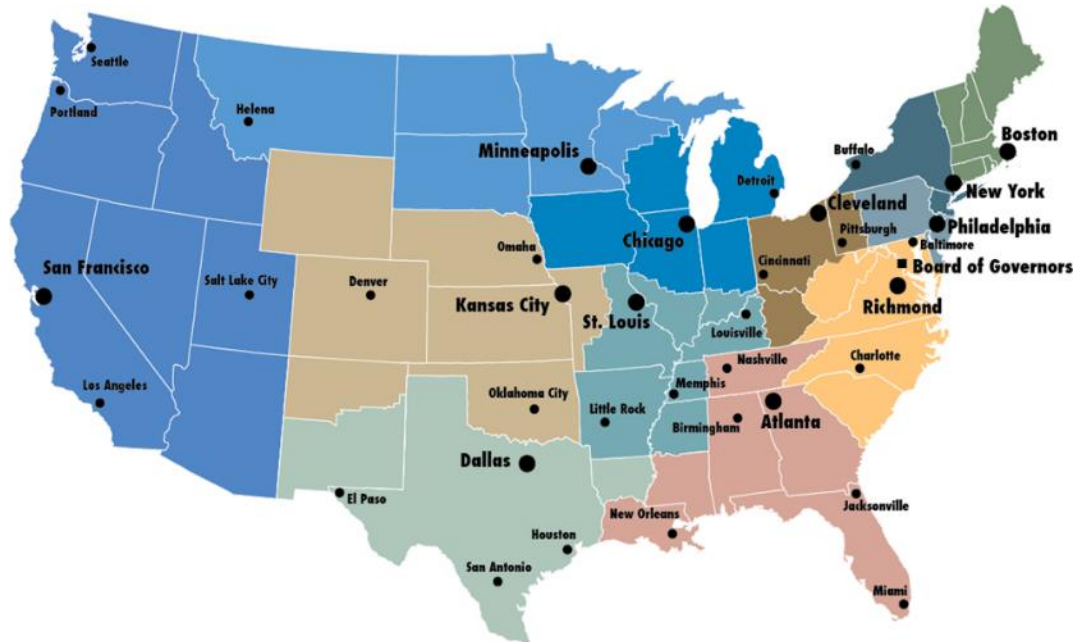 Seattle
Portland
Helena
Minneapolis
Buffalo
Boston
New York
Detroit
Cleveland
Philadelphia
Pittsburgh
Baltimore
Chicago
Omaha
Cincinnati
Board of Governors
San Francisco
Salt Lake City
Denver
Kansas City
St. Louis
Richmond
Louisville
Nashville
Charlotte
Los Angeles
Oklahoma City
Memphis
Little Rock
Birmingham
Atlanta
Dallas
El Paso
New Orleans
Jacksonville
Houston
San Antonio
Miami